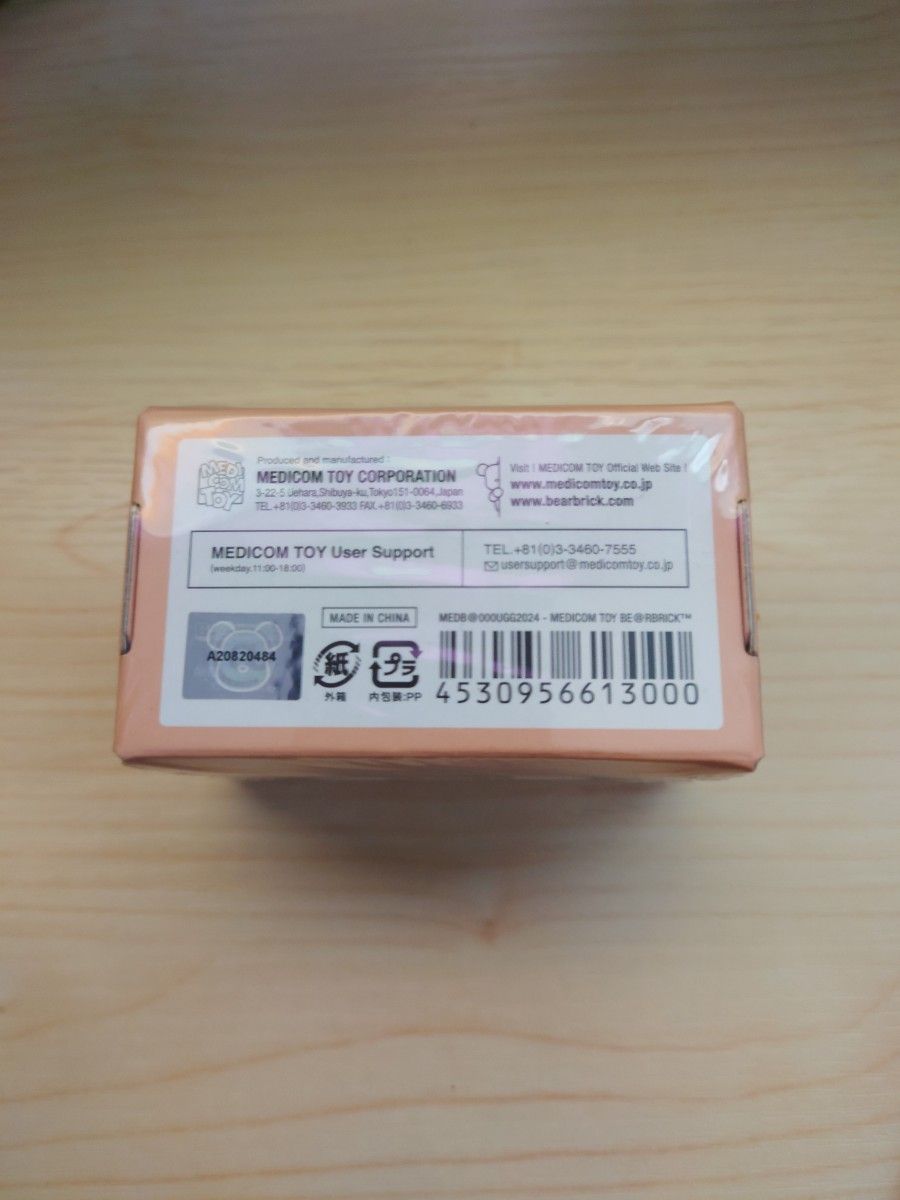 MEDI
COM
TOY
Produced and manufactured :
MEDICOM TOY CORPORATION
3-22-5 Uehara,Shibuya-ku,Tokyo151-0064,Japan
TEL.+81(0)3-3460-3933 FAX.+81(0)3-3460-6933
Visit ! MEDICOM TOY Official Web Site !
www.medicomtoy.co.jp
www.bearbrick.com
MEDICOM TOY User Support
(weekday.11:00-18:00)
TEL.+81(0)3-3460-7555
usersupport@medicomtoy.co.jp
A20820484
MADE IN CHINA
紙
外箱
プラ
内包装:PP
MEDB@000UGG2024 - MEDICOM TOY BE@RBRICK™
4530956613000